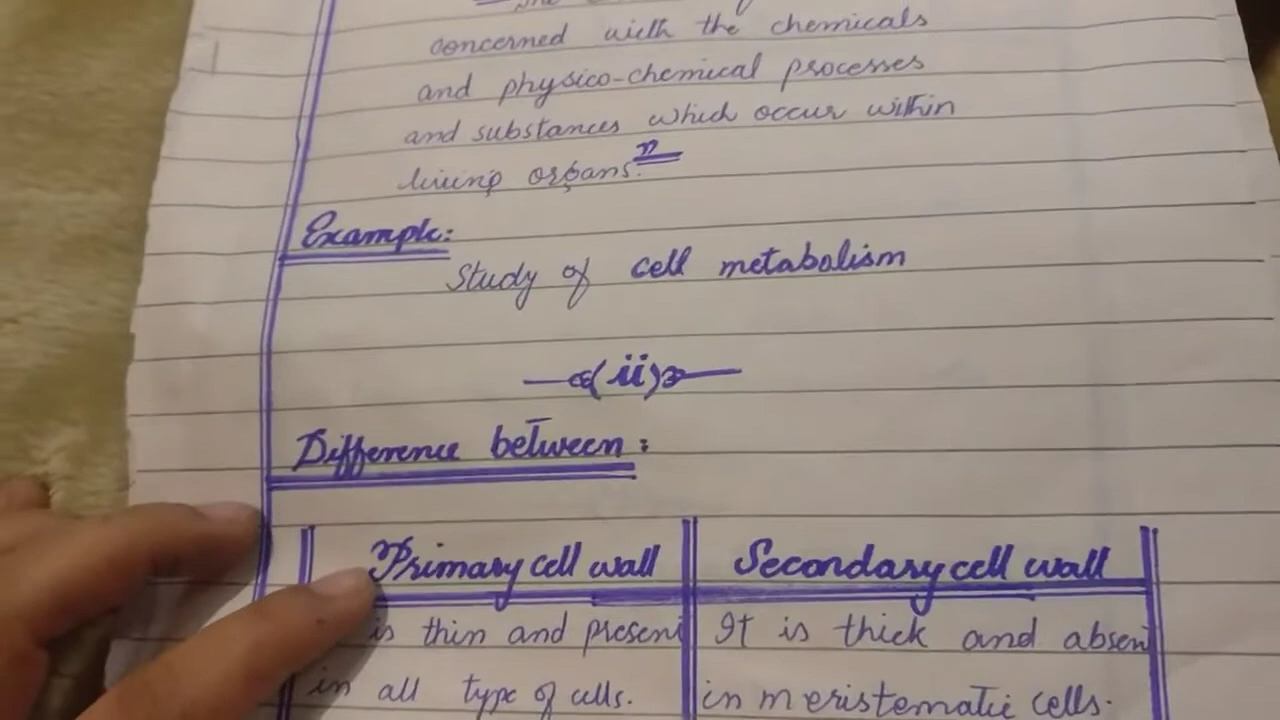 The
concerned with the chemicals
and physico-chemical processes
and substances which occur within
living organs."
Example:
Study of cell metabolism
(ii)
Difference between:
Primary cell wall Secondary cell wall
is thin and present It is thick and absent
in all type of cells. in meristematic cells.